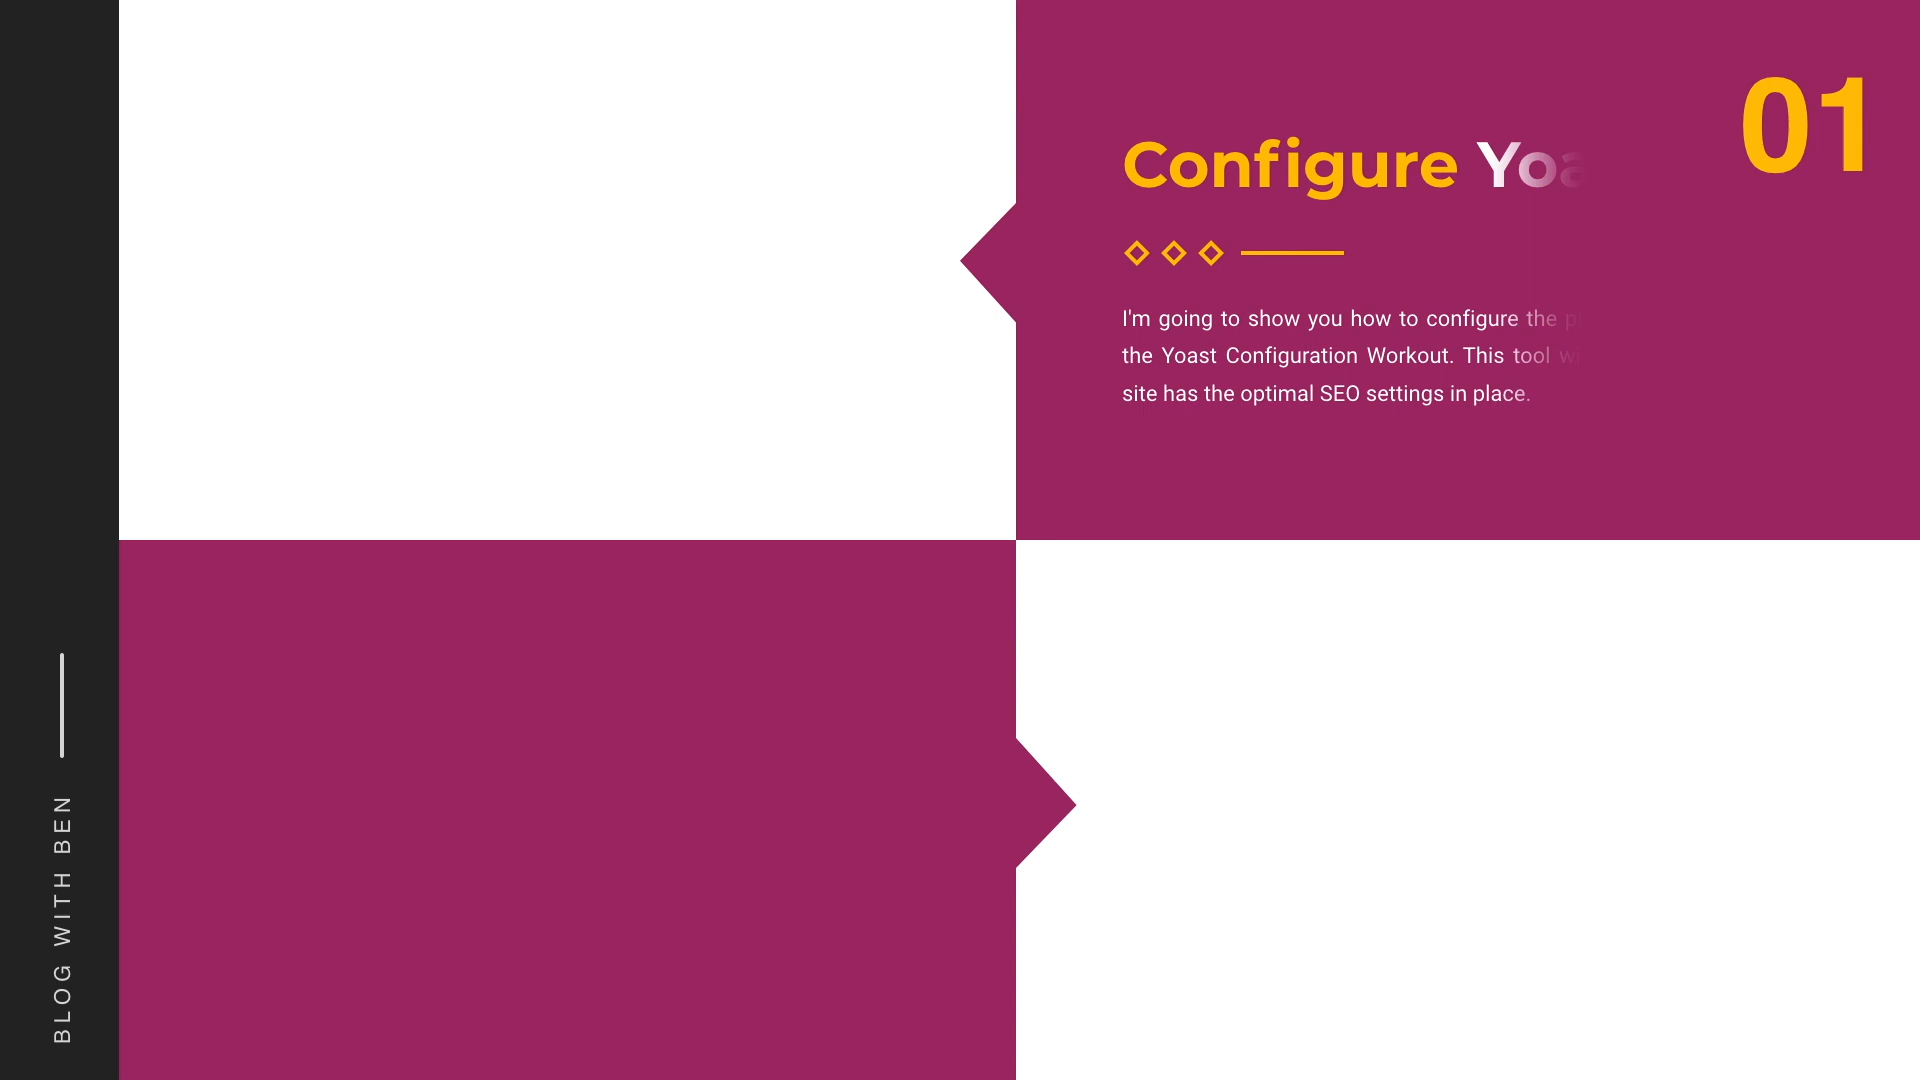 01
Configure Yoa
I'm going to show you how to configure the
the Yoast Configuration Workout. This tool
site has the optimal SEO settings in place.
BLOG WITH BEN